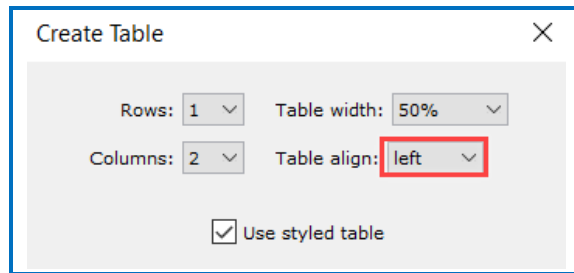 Create Table
Rows: 1 Table width: 50%
Columns: 2 Table align: left
Use styled table